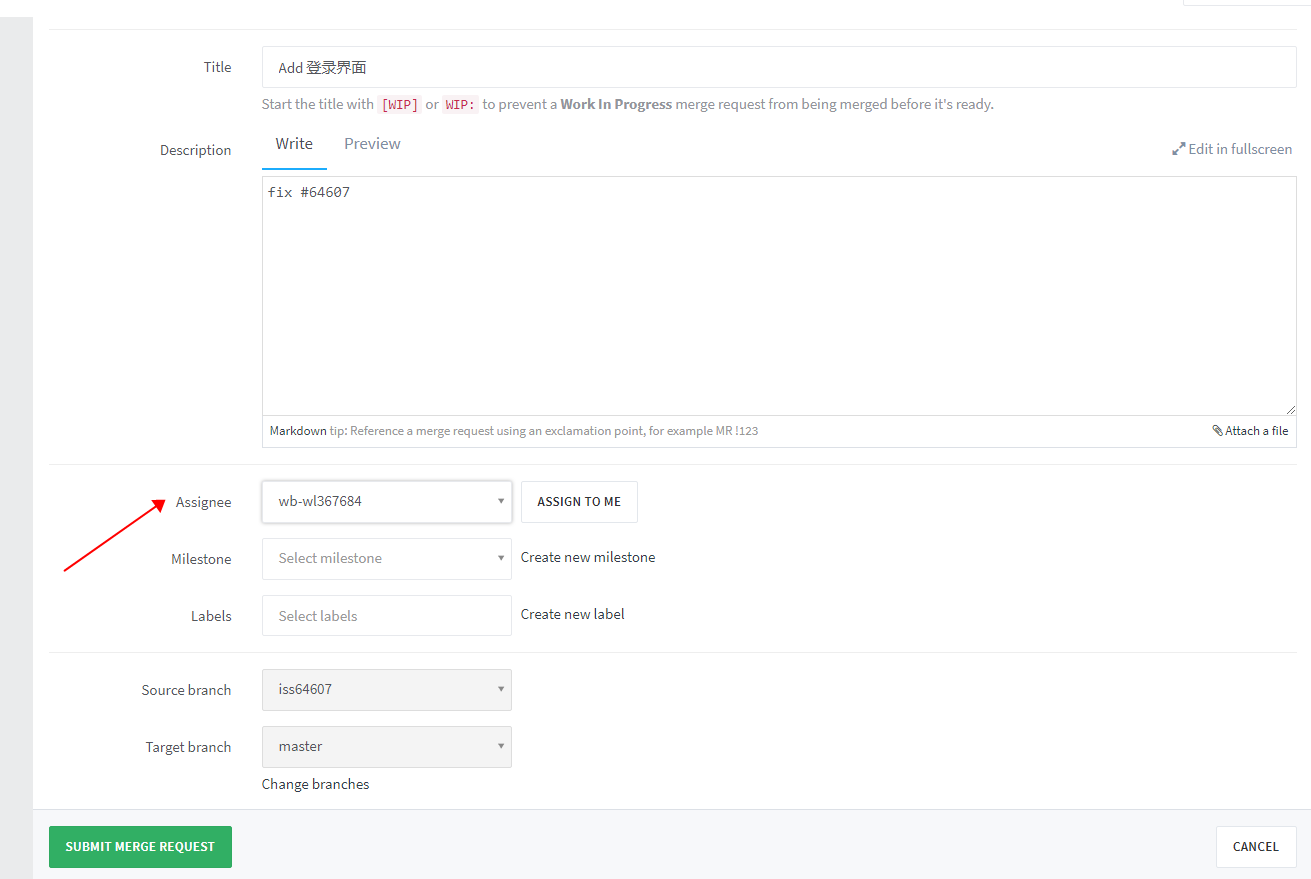 Title
Add 登录界面
Start the title with [WIP] or WIP: to prevent a Work In Progress merge request from being merged before it's ready.
Description
Write Preview
Edit in fullscreen
fix #64607
Markdown tip: Reference a merge request using an exclamation point, for example MR !123
Attach a file
Assignee
wb-wl367684
ASSIGN TO ME
Milestone
Select milestone
Create new milestone
Labels
Select labels
Create new label
Source branch
iss64607
Target branch
master
Change branches
SUBMIT MERGE REQUEST
CANCEL